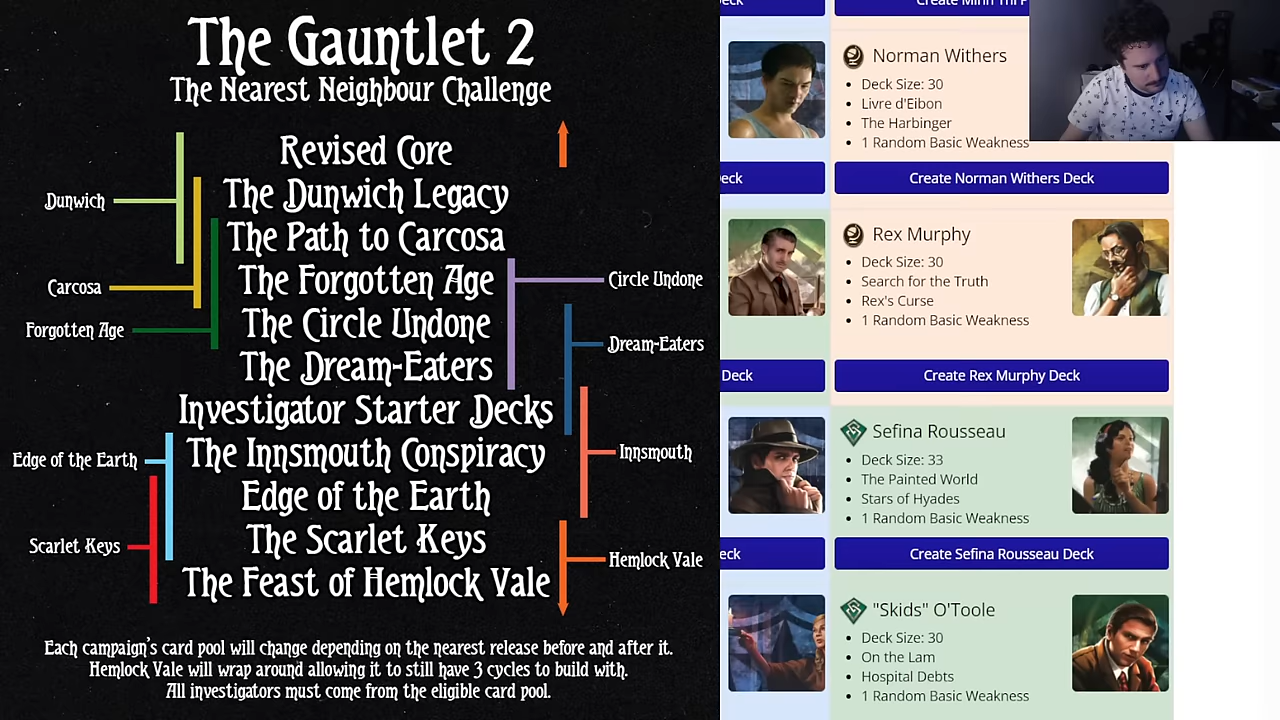 The Gauntlet 2
The Nearest Neighbour Challenge
Revised Core
The Dunwich Legacy
The Path to Carcosa
The Forgotten Age
The Circle Undone
The Dream-Eaters
Investigator Starter Decks
The Innsmouth Conspiracy
Edge of the Earth
The Scarlet Keys
The Feast of Hemlock Vale
Dunwich
Carcosa
Forgotten Age
Edge of the Earth
Scarlet Keys
Circle Undone
Dream-Eaters
Innsmouth
Hemlock Vale
Each campaign's card pool will change depending on the nearest release before and after it.
Hemlock Vale will wrap around allowing it to still have 3 cycles to build with.
All investigators must come from the eligible card pool.
Norman Withers
Deck Size: 30
Livre d'Eibon
The Harbinger
1 Random Basic Weakness
Create Norman Withers Deck
Rex Murphy
Deck Size: 30
Search for the Truth
Rex's Curse
1 Random Basic Weakness
Deck
Create Rex Murphy Deck
Sefina Rousseau
Deck Size: 33
The Painted World
Stars of Hyades
1 Random Basic Weakness
Create Sefina Rousseau Deck
"Skids" O'Toole
Deck Size: 30
On the Lam
Hospital Debts
1 Random Basic Weakness